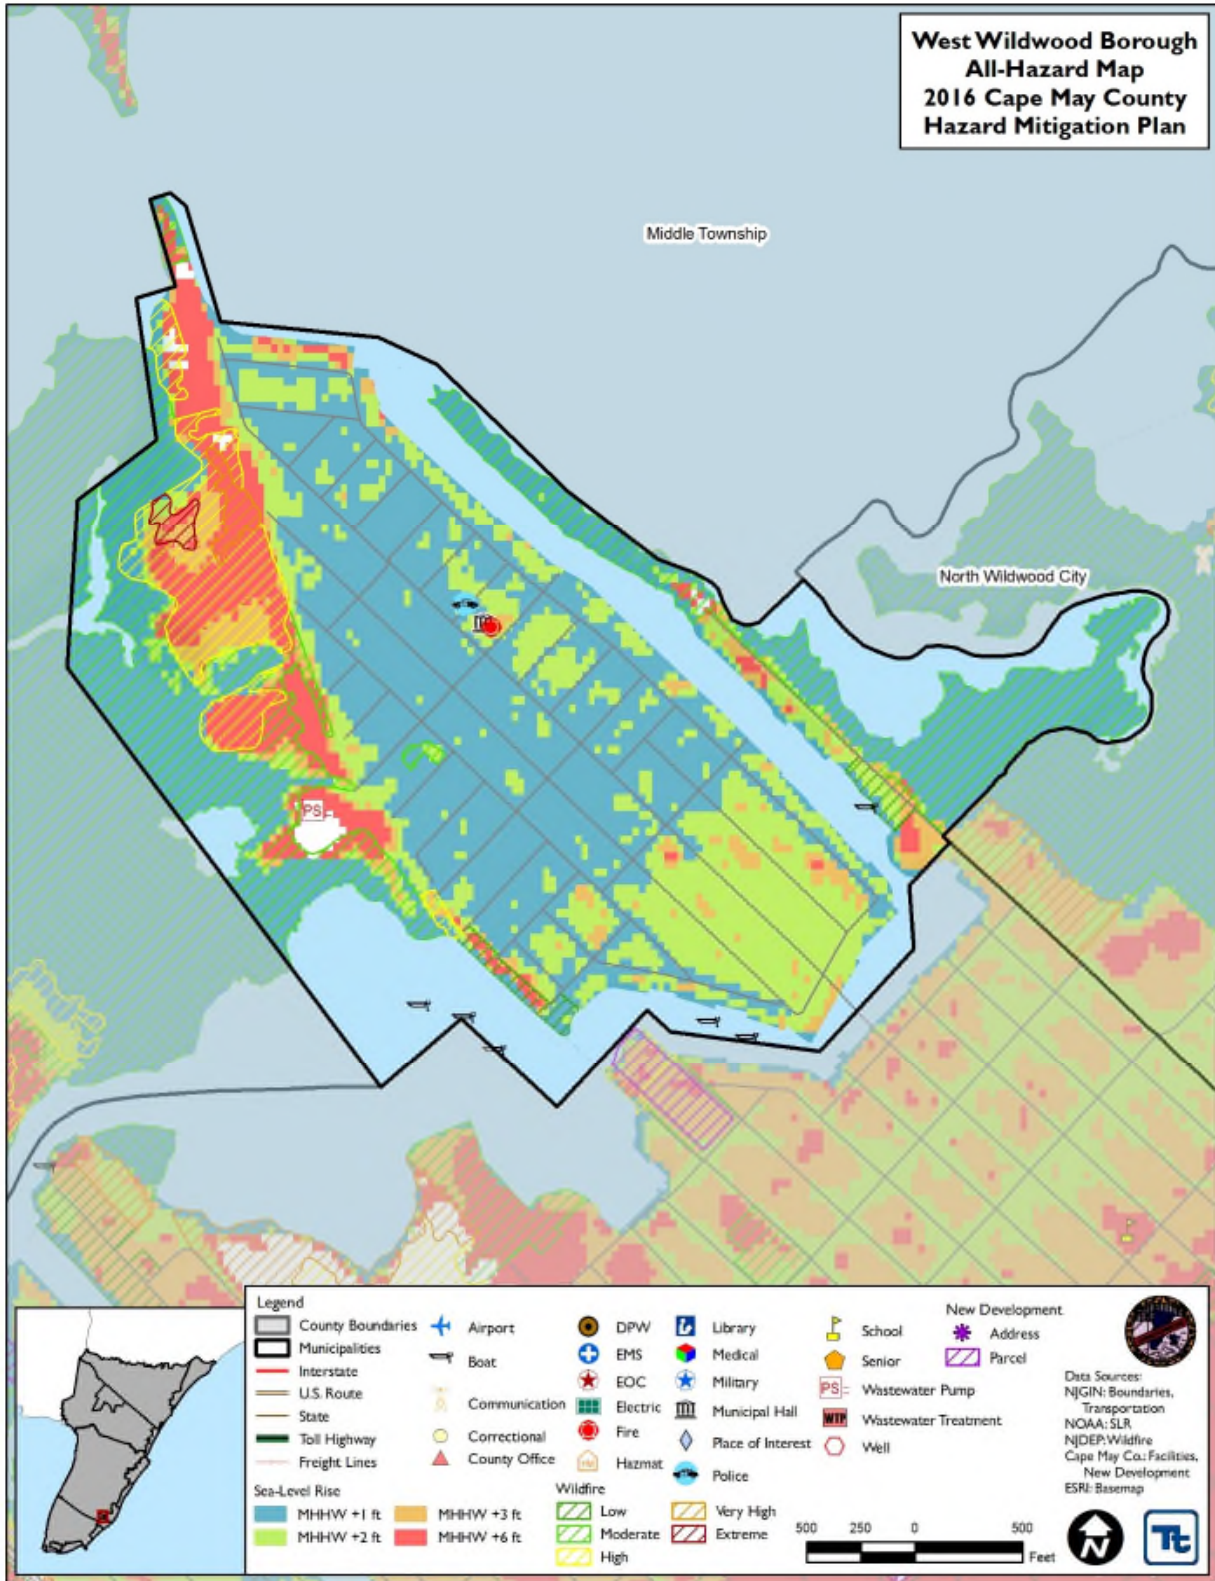 West Wildwood Borough
All-Hazard Map
2016 Cape May County
Hazard Mitigation Plan
Middle Township
North Wildwood City
PS
Legend
County Boundaries
Municipalities
Interstate
U.S. Route
State
Toll Highway
Freight Lines
Airport
Boat
Communication
Correctional
County Office
DPW
EMS
EOC
Electric
Fire
Hazmat
Library
Medical
Military
Municipal Hall
Place of Interest
Police
School
Senior
PS Wastewater Pump
WTP Wastewater Treatment
Well
New Development
Address
Parcel
Sea-Level Rise
MHHW +1 ft
MHHW +2 ft
MHHW +3 ft
MHHW +6 ft
Wildfire
Low
Moderate
High
Very High
Extreme
Data Sources:
NJGIN: Boundaries,
Transportation
NOAA: SLR
NJDEP: Wildfire
Cape May Co.: Facilities,
New Development
ESRI: Basemap
500 250 0 500
Feet
N
Tt